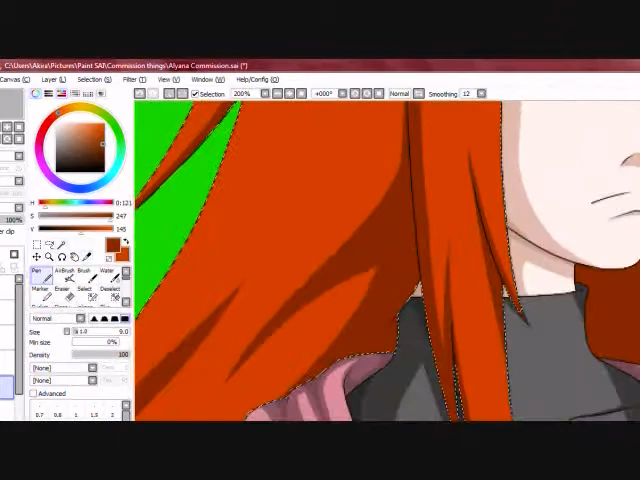 C:\Users\Akira\Pictures\Paint SAI\Commission things\Alyana Commission.sai (*)
Canvas(C) Layer(L) Selection(S) Filter(T) View(V) Window(W) Help/Config(O)
Selection 200% +000° Normal Smoothing 12
H 0:121
S 247
V 145
100%
Pen AirBrush Brush Water
Marker Eraser Select Deselect
Normal
Size x 1.0 9.0
Min size 0%
Density 100
[None]
[None]
Advanced
0.7 0.8 1 1.5 2